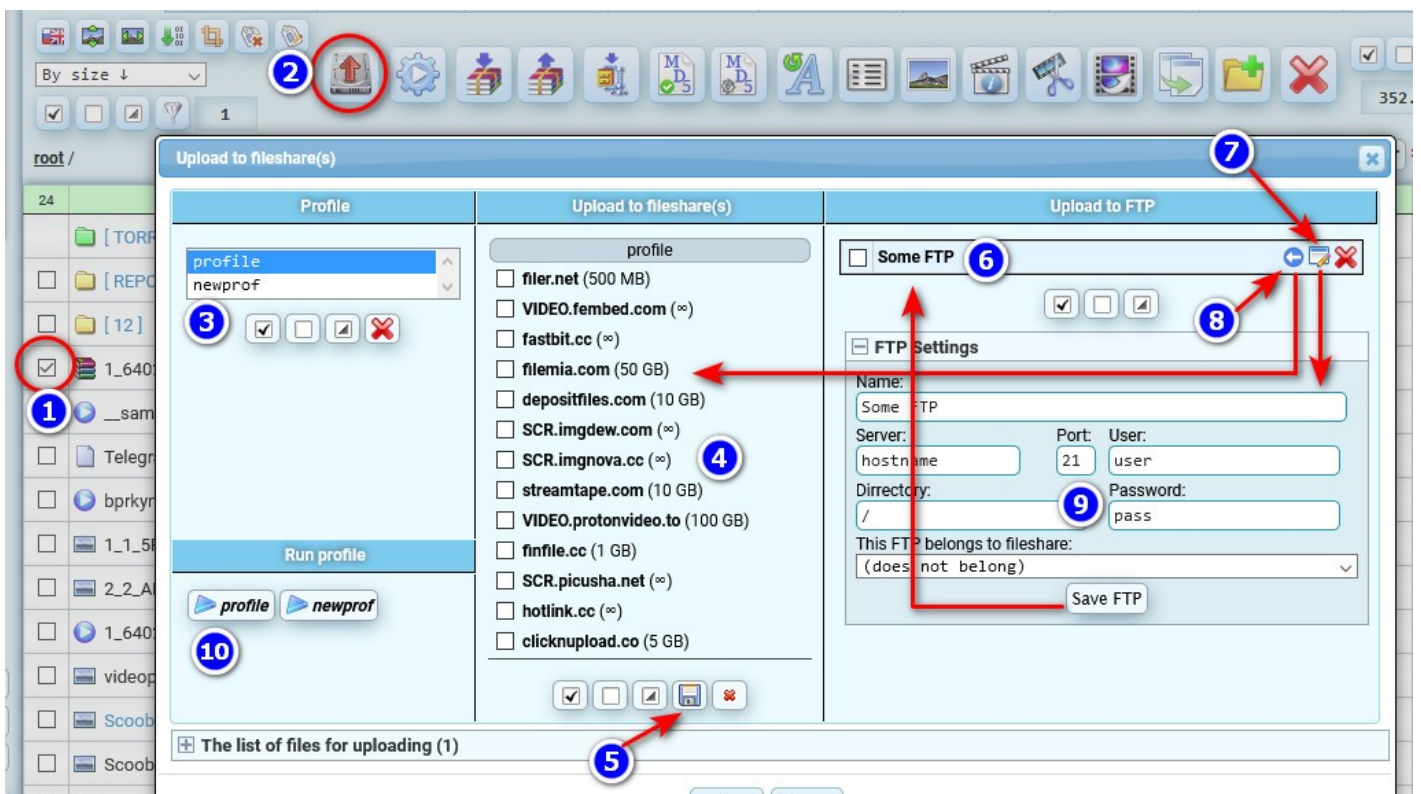 2
By size ↓
1
352.
root /
7
Upload to fileshare(s)
24
Profile
Upload to fileshare(s)
Upload to FTP
[ TORR
profile
newprof
profile
Some FTP
6
[ REPO
filer.net (500 MB)
VIDEO.fembed.com (∞)
3
8
[ 12 ]
fastbit.cc (∞)
FTP Settings
1_640
filemia.com (50 GB)
Name:
Some FTP
1
__sam
depositfiles.com (10 GB)
SCR.imgdew.com (∞)
Server:
Port:
User:
Telegr
SCR.imgnova.cc (∞)
4
hostname
21
user
bprkyr
streamtape.com (10 GB)
Dirrectory:
9
Password:
VIDEO.protonvideo.to (100 GB)
/
pass
1_1_5
finfile.cc (1 GB)
This FTP belongs to fileshare:
Run profile
(does not belong)
2_2_A
SCR.picusha.net (∞)
Save FTP
profile
newprof
hotlink.cc (∞)
1_640
clicknupload.co (5 GB)
10
videop
Scoob
The list of files for uploading (1)
5
Scoob